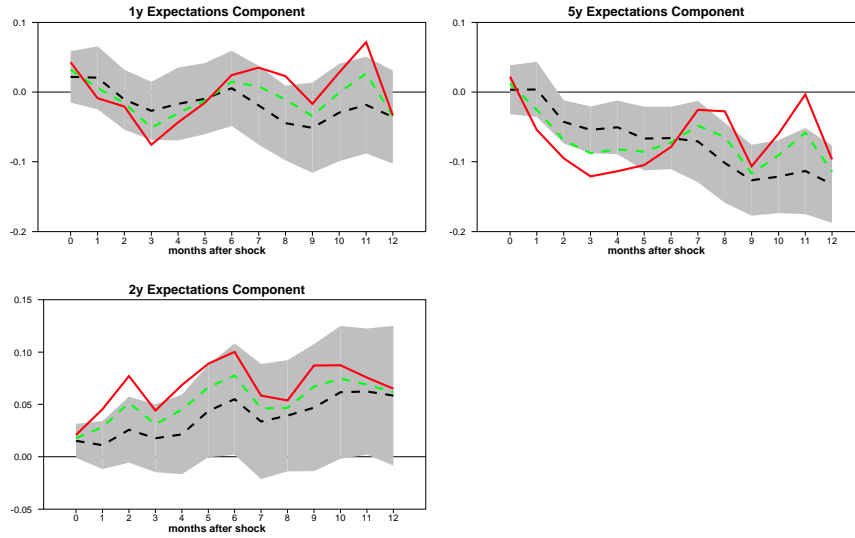 1y Expectations Component
0.1
0.0
-0.1
-0.2
0 1 2 3 4 5 6 7 8 9 10 11 12
months after shock
5y Expectations Component
0.1
0.0
-0.1
-0.2
0 1 2 3 4 5 6 7 8 9 10 11 12
months after shock
2y Expectations Component
0.15
0.10
0.05
0.00
-0.05
0 1 2 3 4 5 6 7 8 9 10 11 12
months after shock